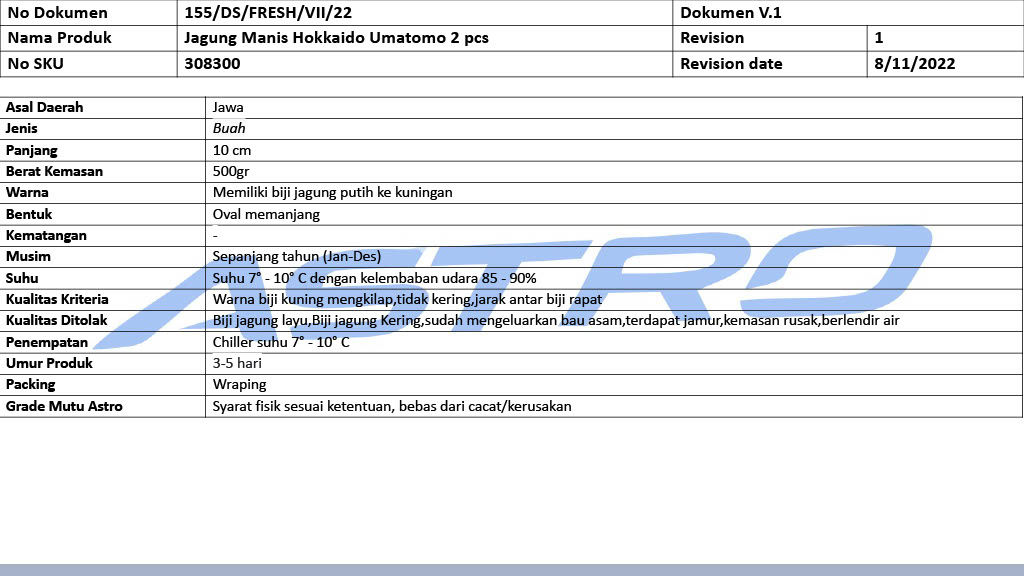 No Dokumen 155/DS/FRESH/VII/22 Dokumen V.1
Nama Produk Jagung Manis Hokkaido Umatomo 2 pcs Revision 1
No SKU 308300 Revision date 8/11/2022
Asal Daerah Jawa
Jenis Buah
Panjang 10 cm
Berat Kemasan 500gr
Warna Memiliki biji jagung putih ke kuningan
Bentuk Oval memanjang
Kematangan -
Musim Sepanjang tahun (Jan-Des)
Suhu Suhu 7° - 10° C dengan kelembaban udara 85 - 90%
Kualitas Kriteria Warna biji kuning mengkilap,tidak kering,jarak antar biji rapat
Kualitas Ditolak Biji jagung layu,Biji jagung Kering,sudah mengeluarkan bau asam,terdapat jamur,kemasan rusak,berlendir air
Penempatan Chiller suhu 7° - 10° C
Umur Produk 3-5 hari
Packing Wraping
Grade Mutu Astro Syarat fisik sesuai ketentuan, bebas dari cacat/kerusakan
ASTRO